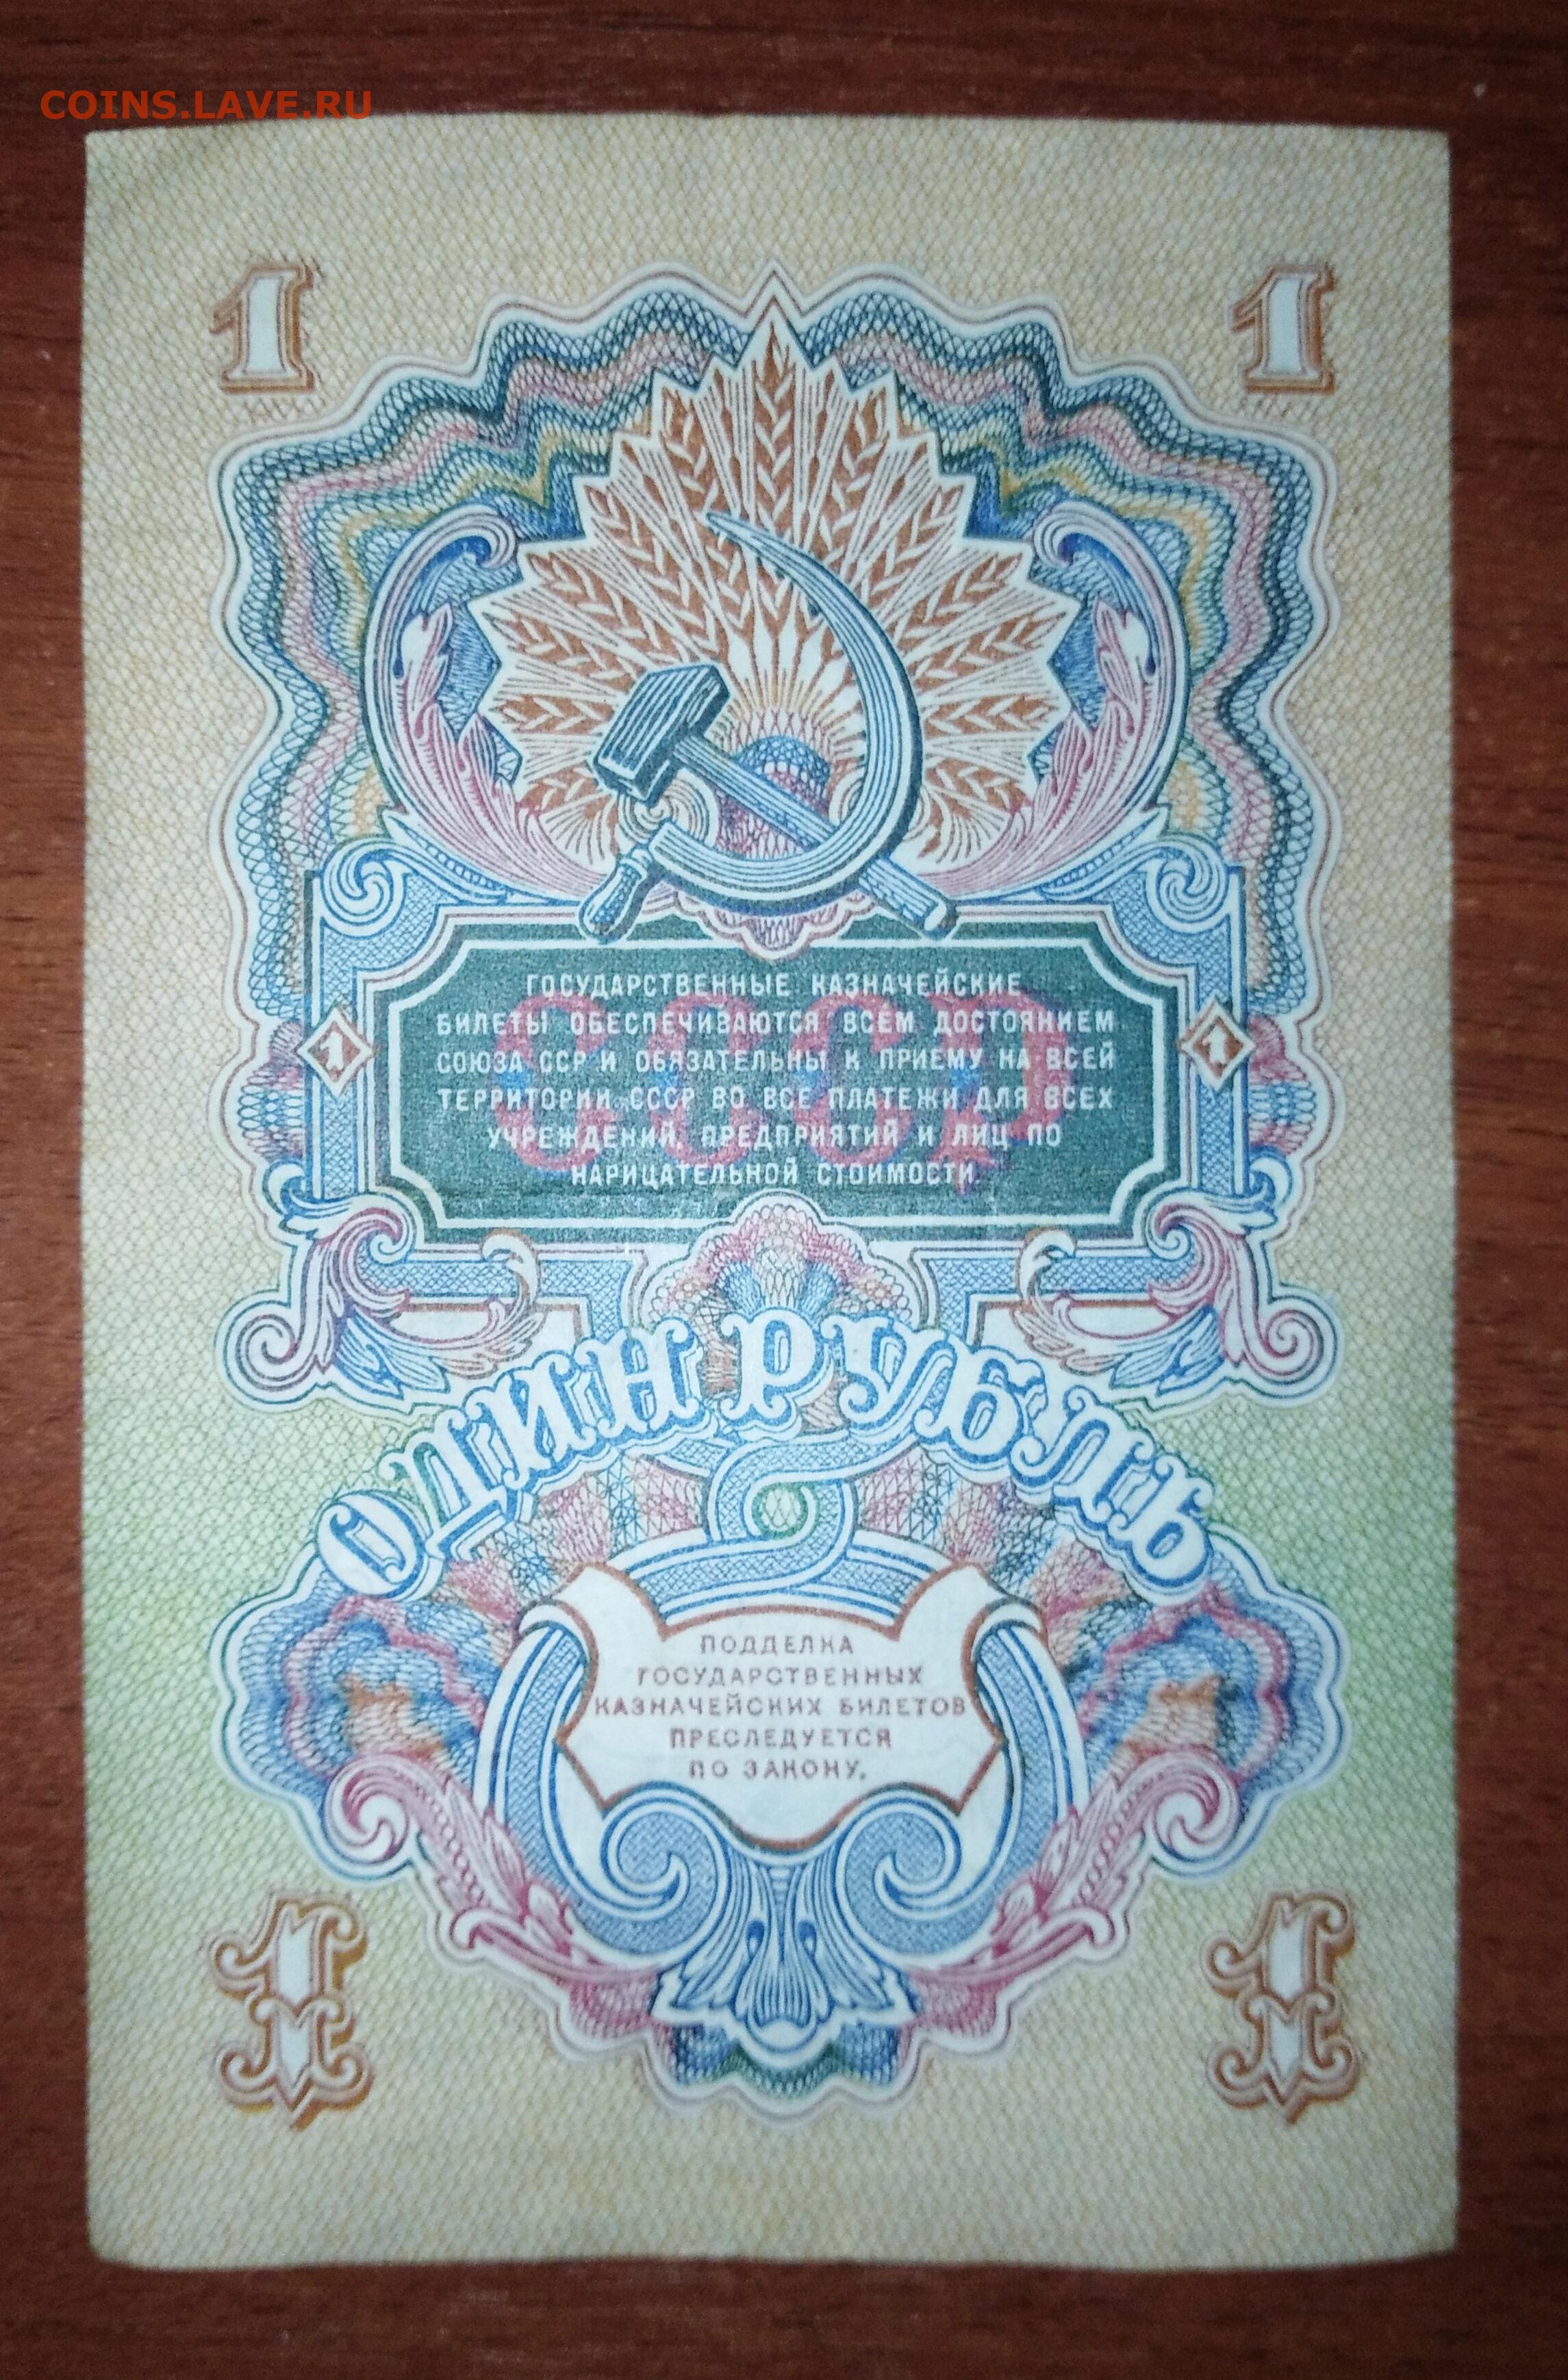 COINS.LAVE.RU
1 1
ГОСУДАРСТВЕННЫЕ КАЗНАЧЕЙСКИЕ
БИЛЕТЫ ОБЕСПЕЧИВАЮТСЯ ВСЕМ ДОСТОЯНИЕМ
СОЮЗА ССР И ОБЯЗАТЕЛЬНЫ К ПРИЕМУ НА ВСЕЙ
1 1
ТЕРРИТОРИИ СССР ВО ВСЕ ПЛАТЕЖИ ДЛЯ ВСЕХ
УЧРЕЖДЕНИЙ, ПРЕДПРИЯТИЙ И ЛИЦ ПО
НАРИЦАТЕЛЬНОЙ СТОИМОСТИ.
СССР
ОДИН РУБЛЬ
ПОДДЕЛКА
ГОСУДАРСТВЕННЫХ
КАЗНАЧЕЙСКИХ БИЛЕТОВ
ПРЕСЛЕДУЕТСЯ
ПО ЗАКОНУ.
1 1